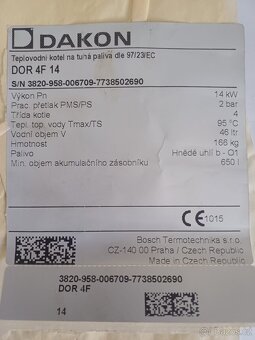 DAKON
Teplovodní kotel na tuhá paliva dle 97/23/EC
DOR 4F 14
S/N 3820-958-006709-7738502690
Výkon Pn 14 kW
Prac. přetlak PMS/PS 2 bar
Třída kotle 4
Tepl. top. vody Tmax/TS 95 °C
Vodní objem V 46 litr
Hmotnost 166 kg
Palivo Hnědé uhlí b - O1
Min. objem akumulačního zásobníku 650 l
CE 1015
Bosch Termotechnika s.r.o.
CZ-140 00 Praha / Czech Republic
Made in Czech Republic
3820-958-006709-7738502690
DOR 4F
14